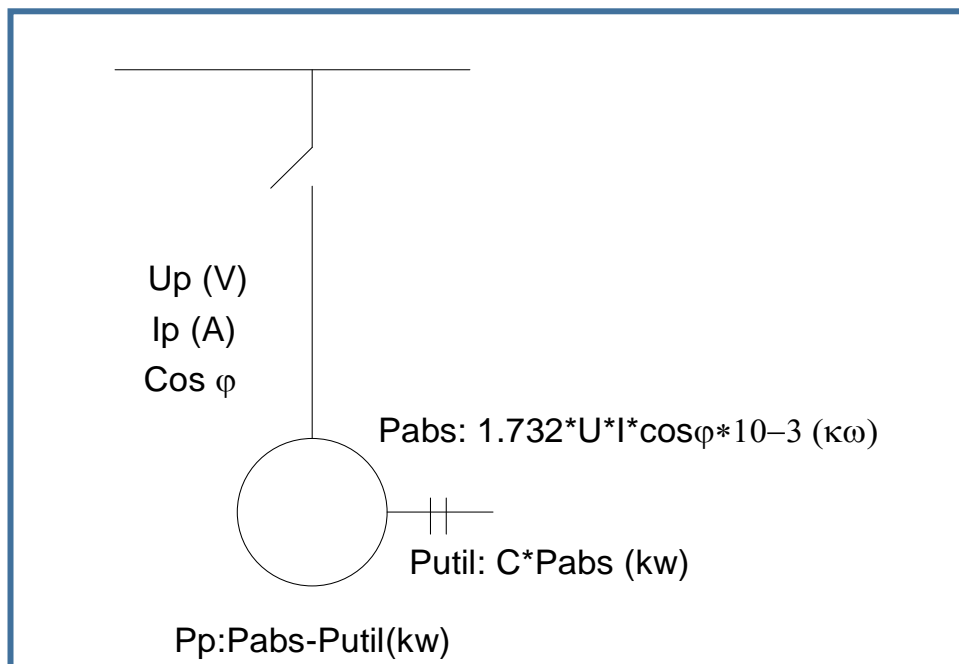 Up (V)
Ip (A)
Cos φ
Pabs: 1.732*U*I*cosφ*10−3 (κω)
Putil: C*Pabs (kw)
Pp:Pabs-Putil(kw)